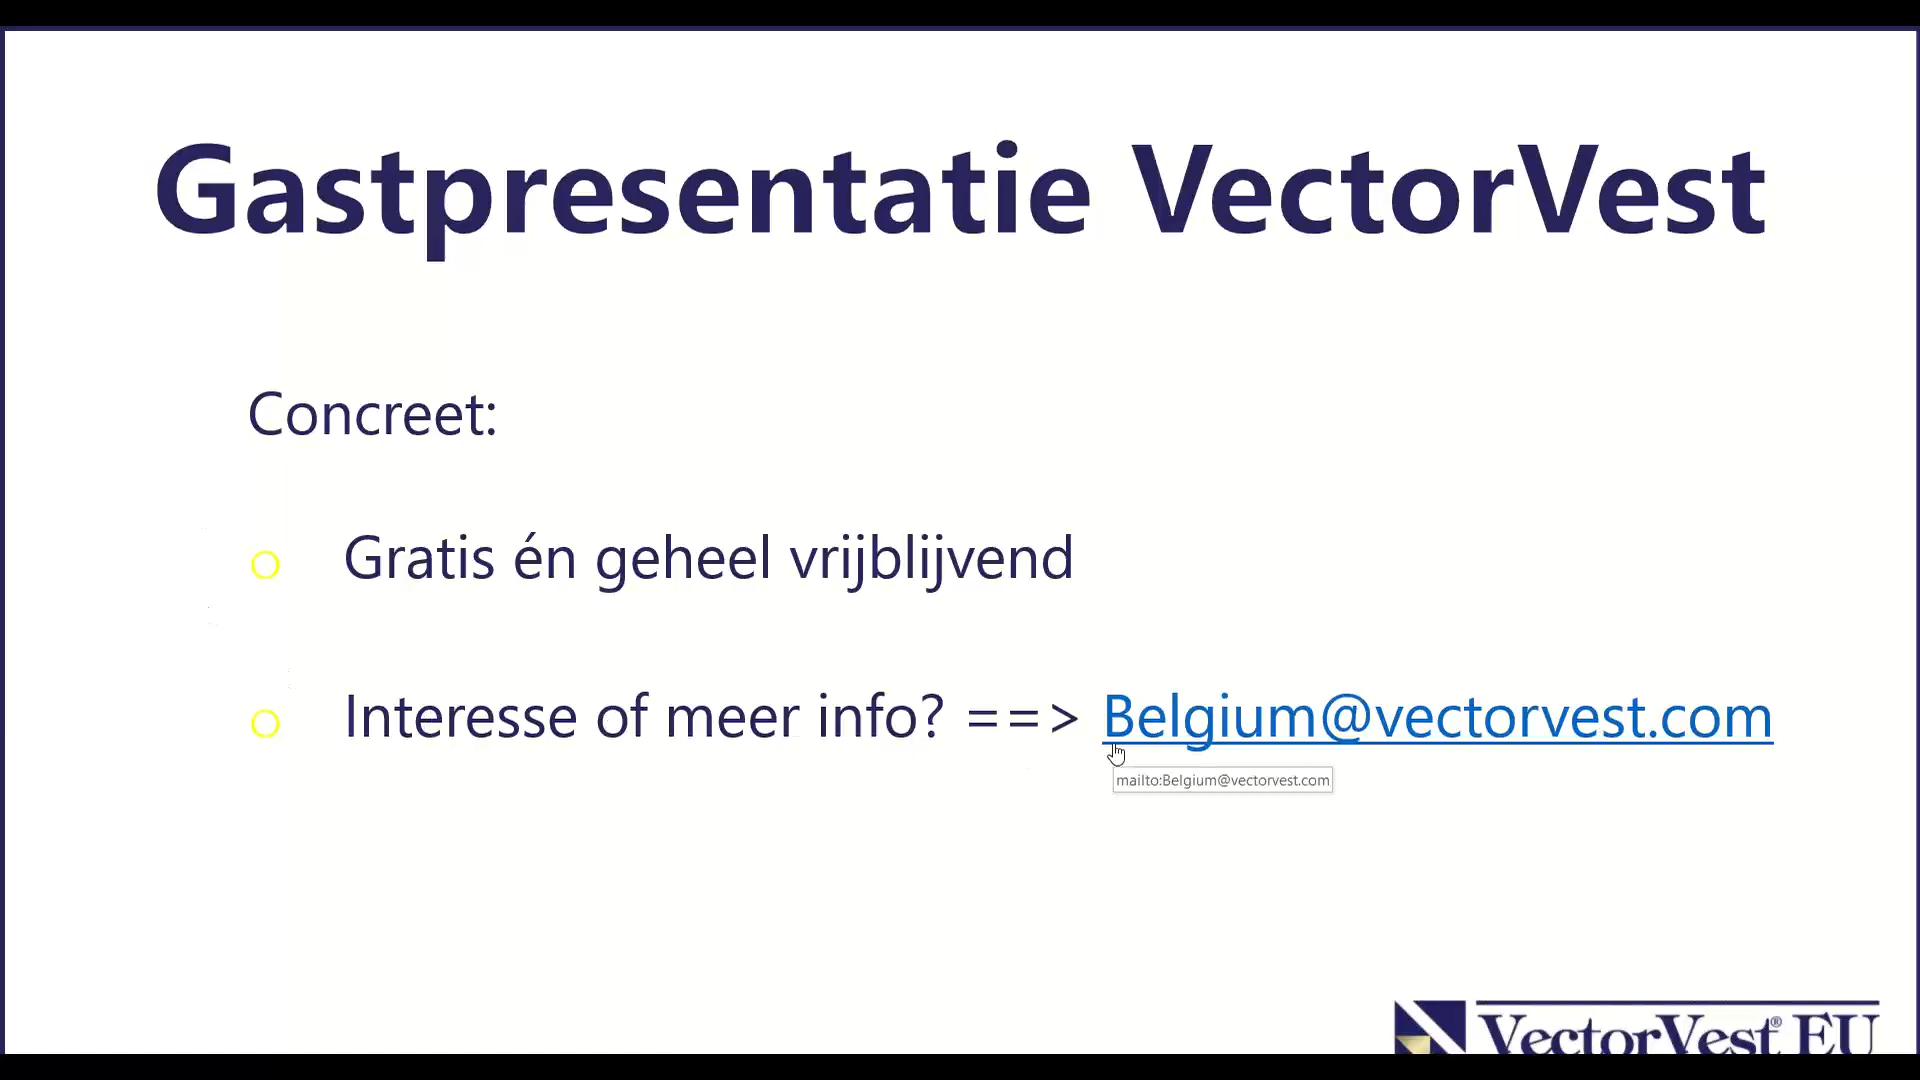 Gastpresentatie VectorVest
Concreet:
o Gratis én geheel vrijblijvend
o Interesse of meer info? ==> Belgium@vectorvest.com
mailto:Belgium@vectorvest.com
VectorVest® EU